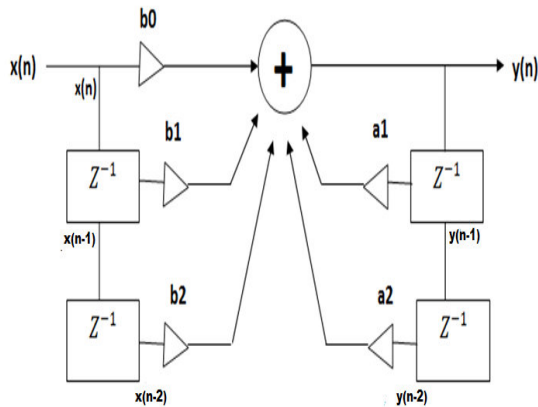 b0
x(n)
+
y(n)
x(n)
b1
a1
Z⁻¹
Z⁻¹
x(n-1)
y(n-1)
b2
a2
Z⁻¹
Z⁻¹
x(n-2)
y(n-2)